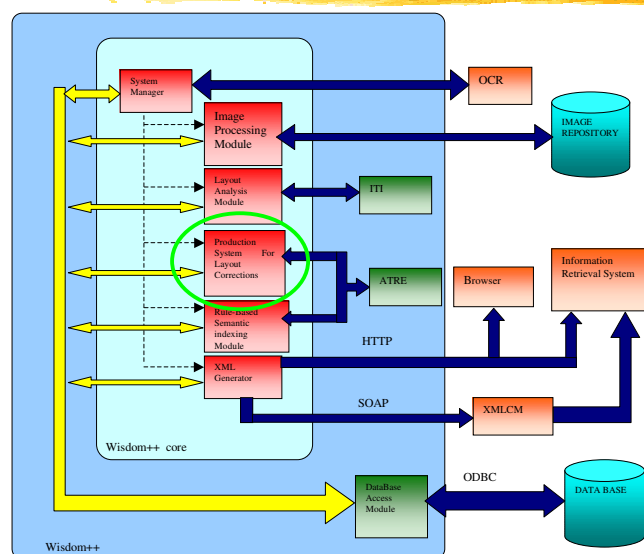 System
Manager
OCR
Image
Processing
Module
IMAGE
REPOSITORY
Layout
Analysis
Module
ITI
Production
System For
Layout
Corrections
ATRE
Browser
Information
Retrieval System
Rule-Based
Semantic
indexing
Module
HTTP
XML
Generator
SOAP
XMLCM
Wisdom++ core
DataBase
Access
Module
ODBC
DATA BASE
Wisdom++